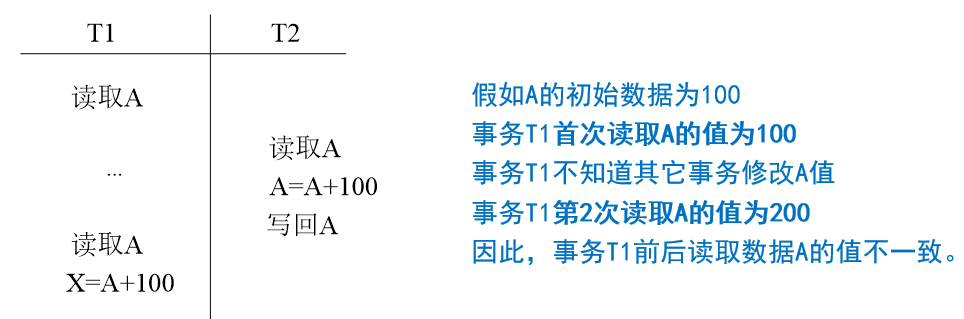 T1 T2
读取A
读取A
...
A=A+100
写回A
读取A
X=A+100
假如A的初始数据为100
事务T1首次读取A的值为100
事务T1不知道其它事务修改A值
事务T1第2次读取A的值为200
因此，事务T1前后读取数据A的值不一致。